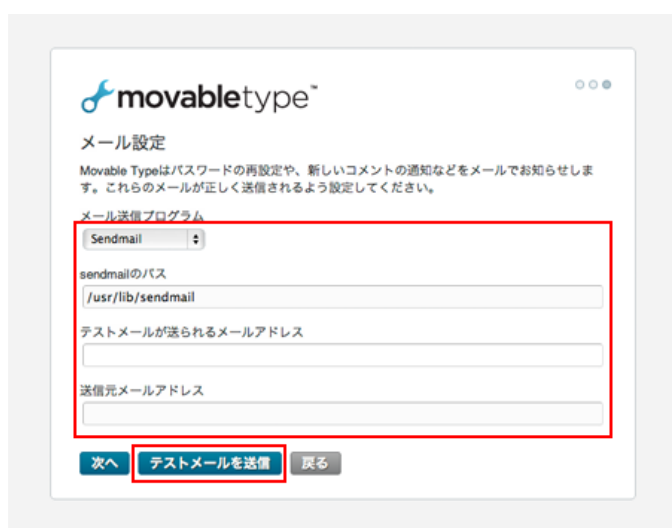 movabletype™
メール設定
Movable Typeはパスワードの再設定や、新しいコメントの通知などをメールでお知らせしま
す。これらのメールが正しく送信されるよう設定してください。
メール送信プログラム
Sendmail
sendmailのパス
/usr/lib/sendmail
テストメールが送られるメールアドレス
送信元メールアドレス
次へ テストメールを送信 戻る